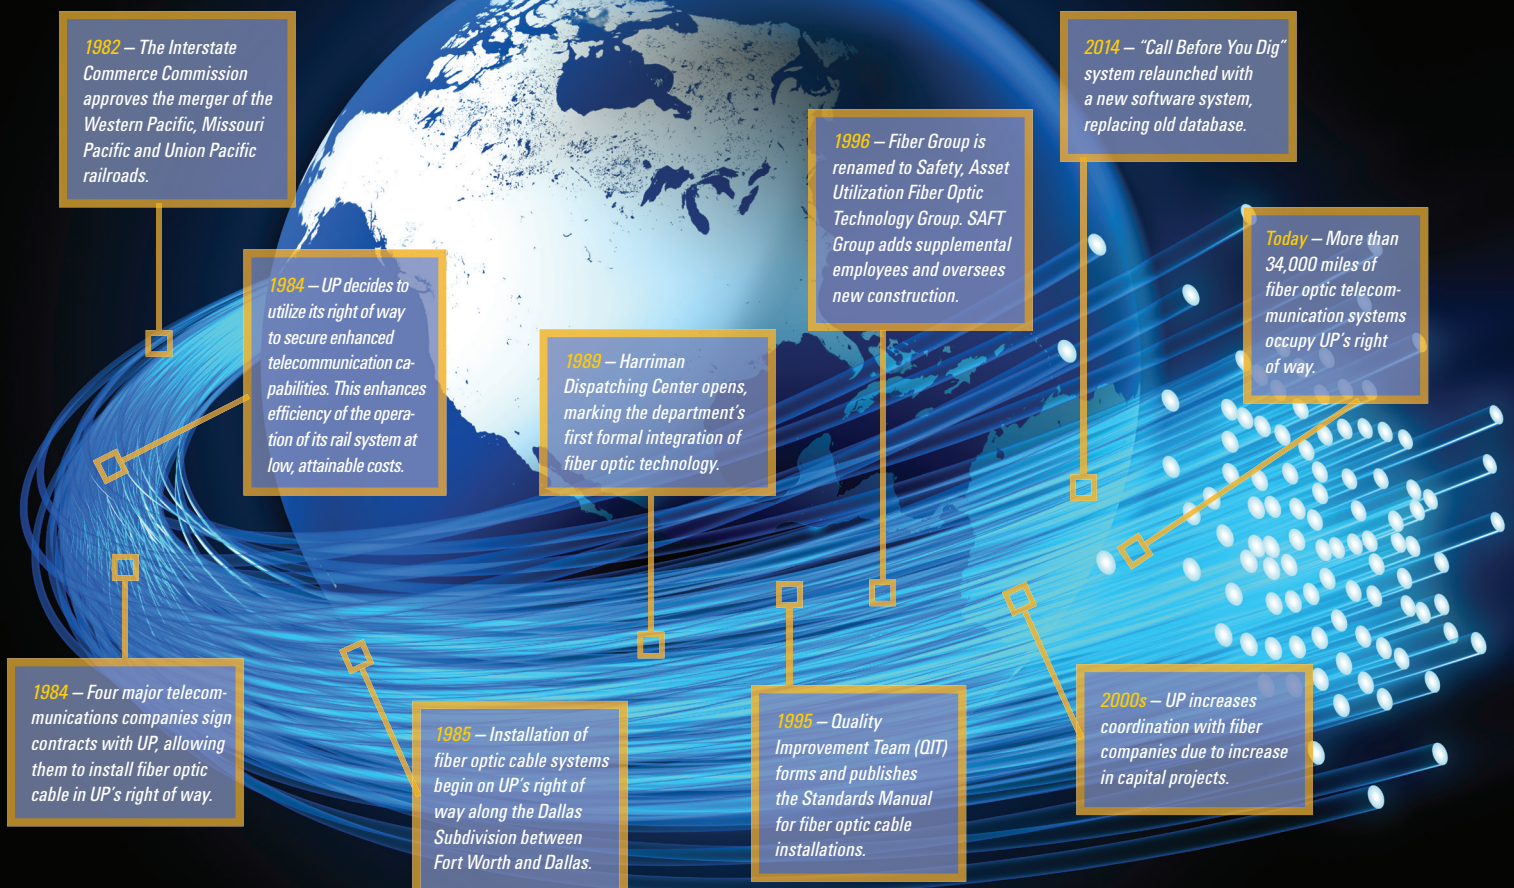 1982 – The Interstate
Commerce Commission
approves the merger of the
Western Pacific, Missouri
Pacific and Union Pacific
railroads.
1984 – UP decides to
utilize its right of way
to secure enhanced
telecommunication ca-
pabilities. This enhances
efficiency of the opera-
tion of its rail system at
low, attainable costs.
1984 – Four major telecom-
munications companies sign
contracts with UP, allowing
them to install fiber optic
cable in UP's right of way.
1985 – Installation of
fiber optic cable systems
begin on UP's right of
way along the Dallas
Subdivision between
Fort Worth and Dallas.
1989 – Harriman
Dispatching Center opens,
marking the department's
first formal integration of
fiber optic technology.
1995 – Quality
Improvement Team (QIT)
forms and publishes
the Standards Manual
for fiber optic cable
installations.
1996 – Fiber Group is
renamed to Safety, Asset
Utilization Fiber Optic
Technology Group. SAFT
Group adds supplemental
employees and oversees
new construction.
2000s – UP increases
coordination with fiber
companies due to increase
in capital projects.
2014 – “Call Before You Dig”
system relaunched with
a new software system,
replacing old database.
Today – More than
34,000 miles of
fiber optic telecom-
munication systems
occupy UP's right
of way.